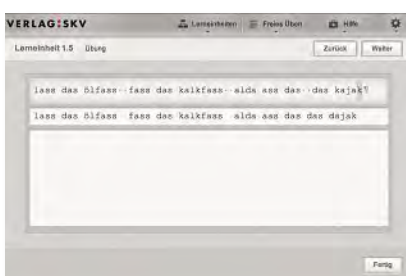 VERLAG:SKV
Lerneinheiten Freies Üben Hilfe
Lerneinheit 1.5 Übung Zurück Weiter
lass das ölfass··fass das kalkfass··alda ass das··das kajak¶
lass das ölfass fass das kalkfass alda ass das das dajak
Fertig